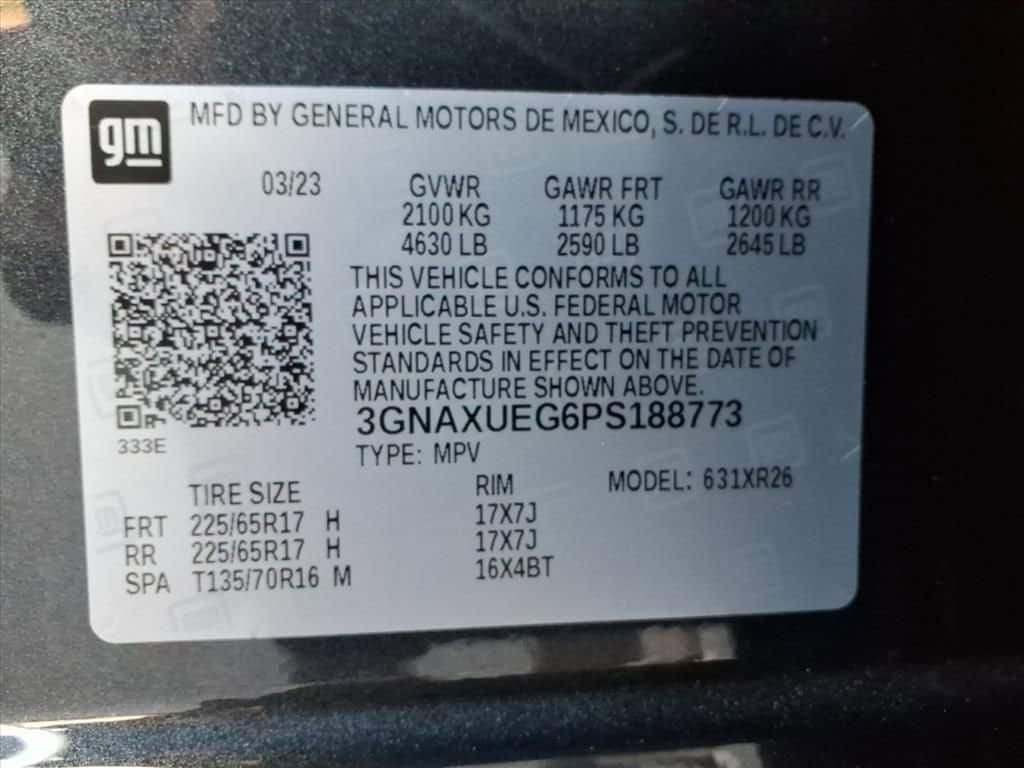 gm
MFD BY GENERAL MOTORS DE MEXICO, S. DE R.L. DE C.V.
03/23 GVWR GAWR FRT GAWR RR
2100 KG 1175 KG 1200 KG
4630 LB 2590 LB 2645 LB
THIS VEHICLE CONFORMS TO ALL
APPLICABLE U.S. FEDERAL MOTOR
VEHICLE SAFETY AND THEFT PREVENTION
STANDARDS IN EFFECT ON THE DATE OF
MANUFACTURE SHOWN ABOVE.
3GNAXUEG6PS188773
333E
TYPE: MPV
TIRE SIZE RIM MODEL: 631XR26
FRT 225/65R17 H 17X7J
RR 225/65R17 H 17X7J
SPA T135/70R16 M 16X4BT